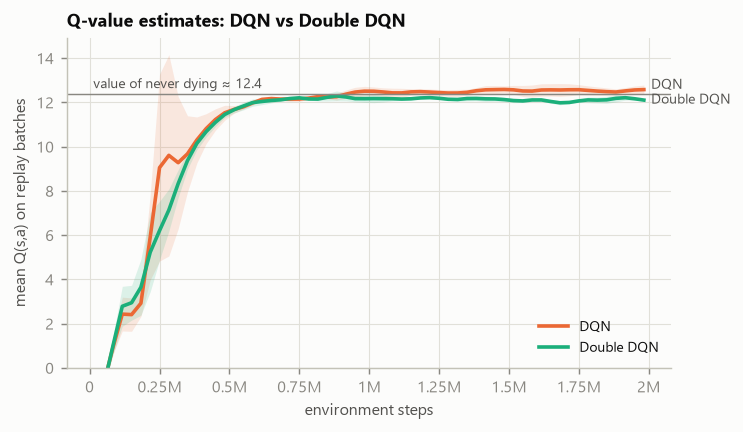 Q-value estimates: DQN vs Double DQN
mean Q(s,a) on replay batches
14
12
10
8
6
4
2
0
value of never dying ≈ 12.4
DQN
Double DQN
DQN
Double DQN
0
0.25M
0.5M
0.75M
1M
1.25M
1.5M
1.75M
2M
environment steps